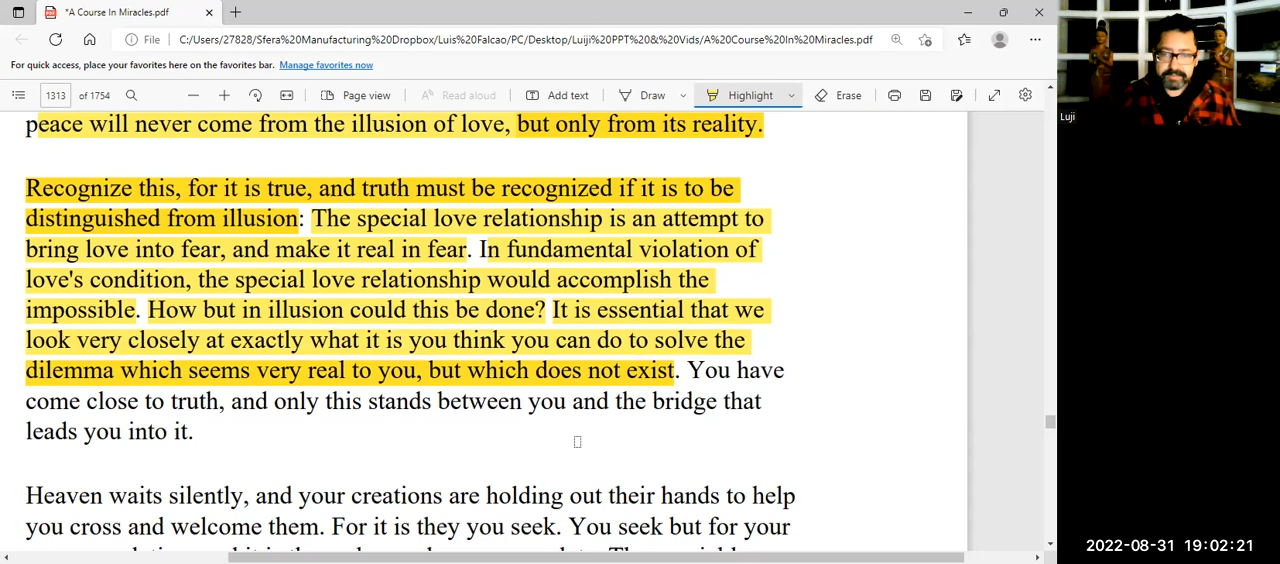 *A Course In Miracles.pdf
File
C:/Users/27828/Sfera%20Manufacturing%20Dropbox/Luis%20Falcao/PC/Desktop/Luiji%20PPT%20&%20Vids/A%20Course%20In%20Miracles.pdf
For quick access, place your favorites here on the favorites bar. Manage favorites now
1313 of 1754 Page view Read aloud Add text Draw Highlight Erase
Luji
peace will never come from the illusion of love, but only from its reality.
Recognize this, for it is true, and truth must be recognized if it is to be
distinguished from illusion: The special love relationship is an attempt to
bring love into fear, and make it real in fear. In fundamental violation of
love's condition, the special love relationship would accomplish the
impossible. How but in illusion could this be done? It is essential that we
look very closely at exactly what it is you think you can do to solve the
dilemma which seems very real to you, but which does not exist. You have
come close to truth, and only this stands between you and the bridge that
leads you into it.
Heaven waits silently, and your creations are holding out their hands to help
you cross and welcome them. For it is they you seek. You seek but for your
2022-08-31 19:02:21